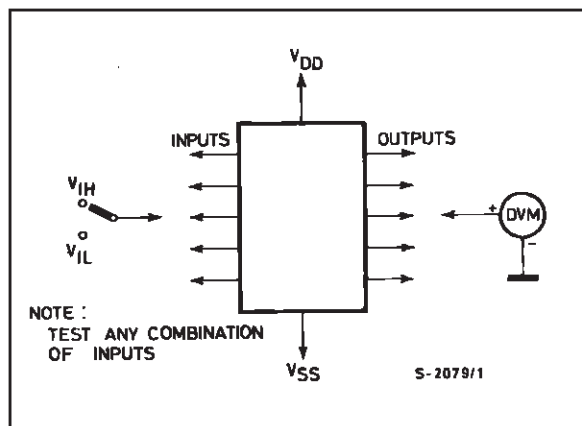 VDD
INPUTS
OUTPUTS
VIH
VIL
+
DVM
-
NOTE :
TEST ANY COMBINATION
OF INPUTS
VSS
S-2079/1